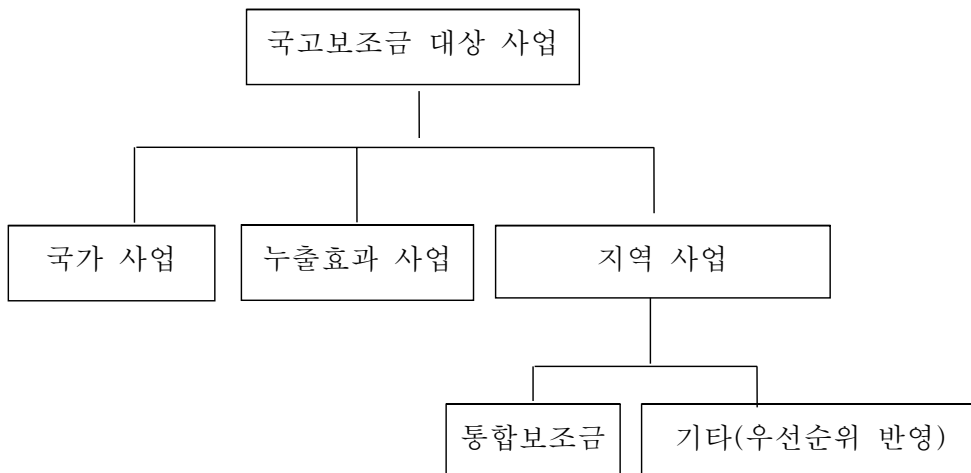 국고보조금 대상 사업
국가 사업
누출효과 사업
지역 사업
통합보조금
기타(우선순위 반영)